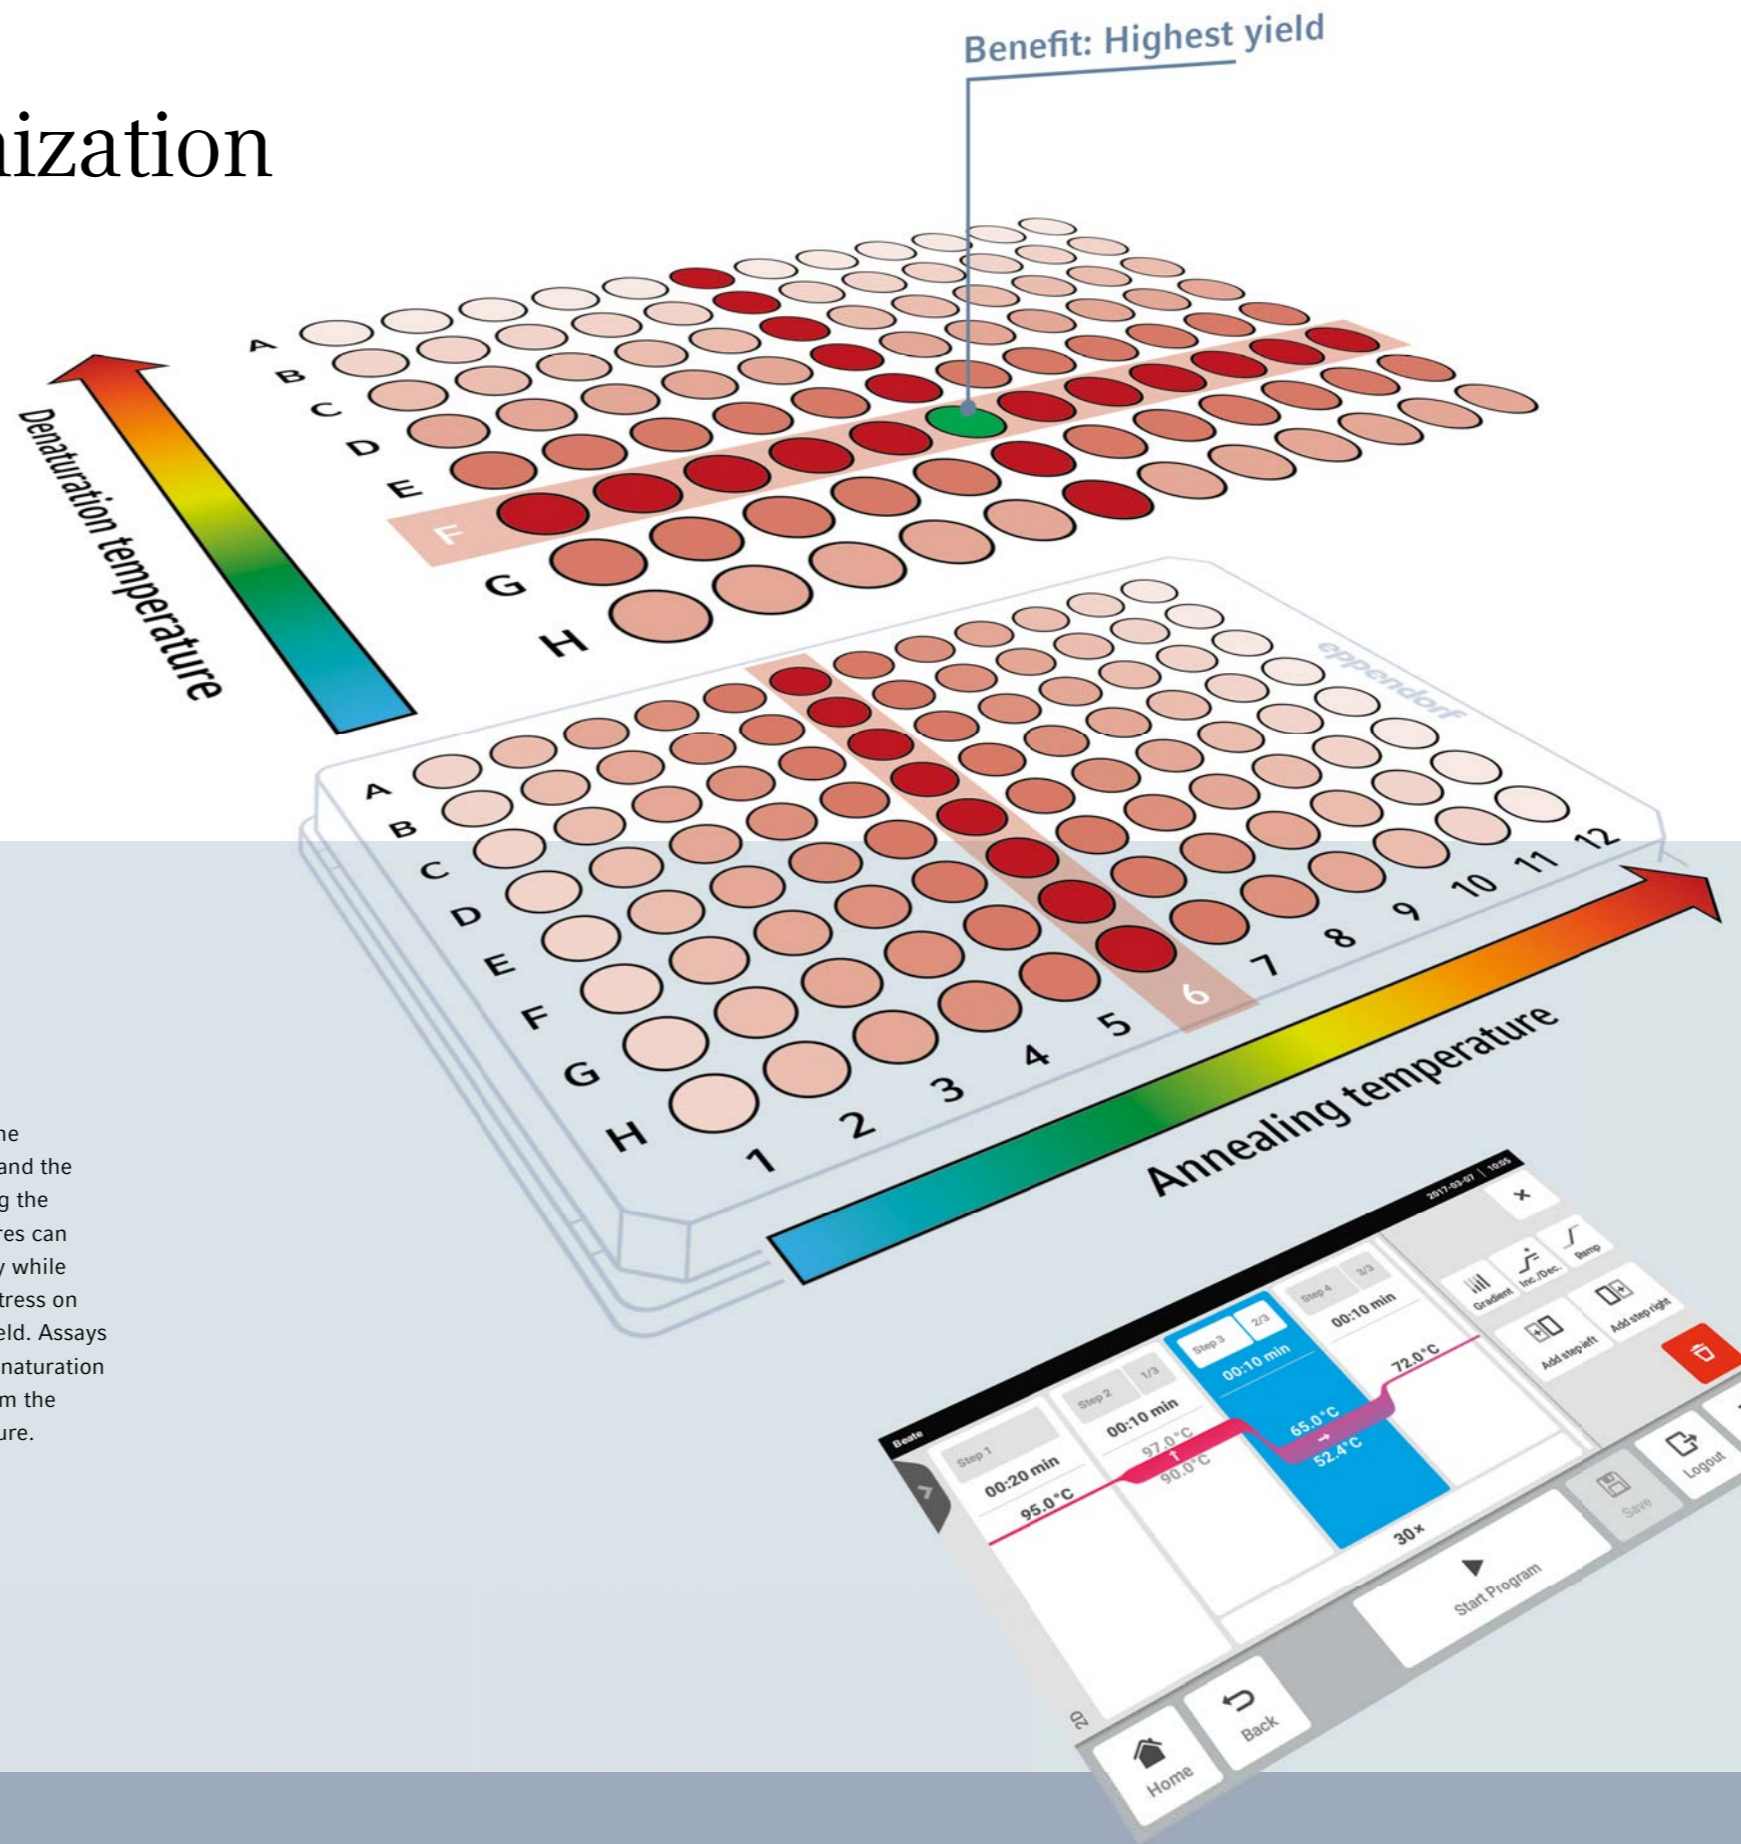 Benefit: Highest yield
ization
Denaturation temperature
A
B
C
D
E
F
G
H
eppendorf
A
B
C
D
E
F
G
H
1 2 3 4 5 6 7 8 9 10 11 12
Annealing temperature
and the
g the
res can
while
tress on
eld. Assays
naturation
m the
ure.
Beate
2017-03-07 | 10:05
Step 1
00:20 min
95.0°C
Step 2 1/3
00:10 min
97.0°C
90.0°C
Step 3 2/3
00:10 min
65.0°C
52.4°C
Step 4 3/3
00:10 min
72.0°C
30×
Gradient
Inc./Dec.
Ramp
Add step left
Add step right
2D
Home
Back
Start Program
Save
Logout